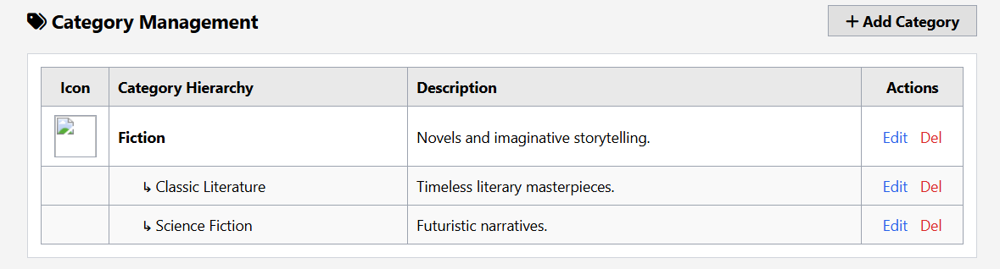 Category Management
+ Add Category
Icon Category Hierarchy Description Actions
Fiction Novels and imaginative storytelling. Edit Del
↳ Classic Literature Timeless literary masterpieces. Edit Del
↳ Science Fiction Futuristic narratives. Edit Del